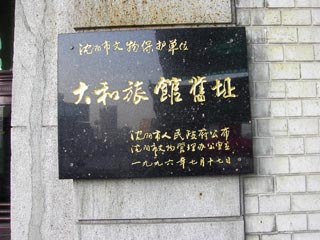 沈阳市文物保护单位
大和旅館舊址
沈阳市人民政府公布
沈阳市文物管理办公室立
一九九六年七月十七日